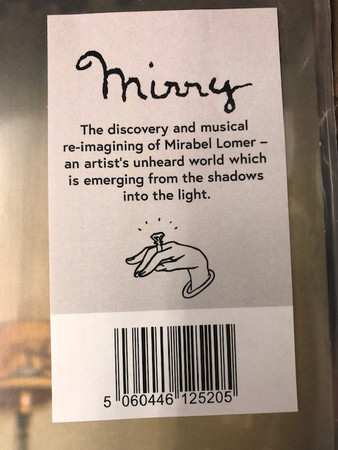 Mirry
The discovery and musical
re-imagining of Mirabel Lomer –
an artist's unheard world which
is emerging from the shadows
into the light.
5 060446 125205